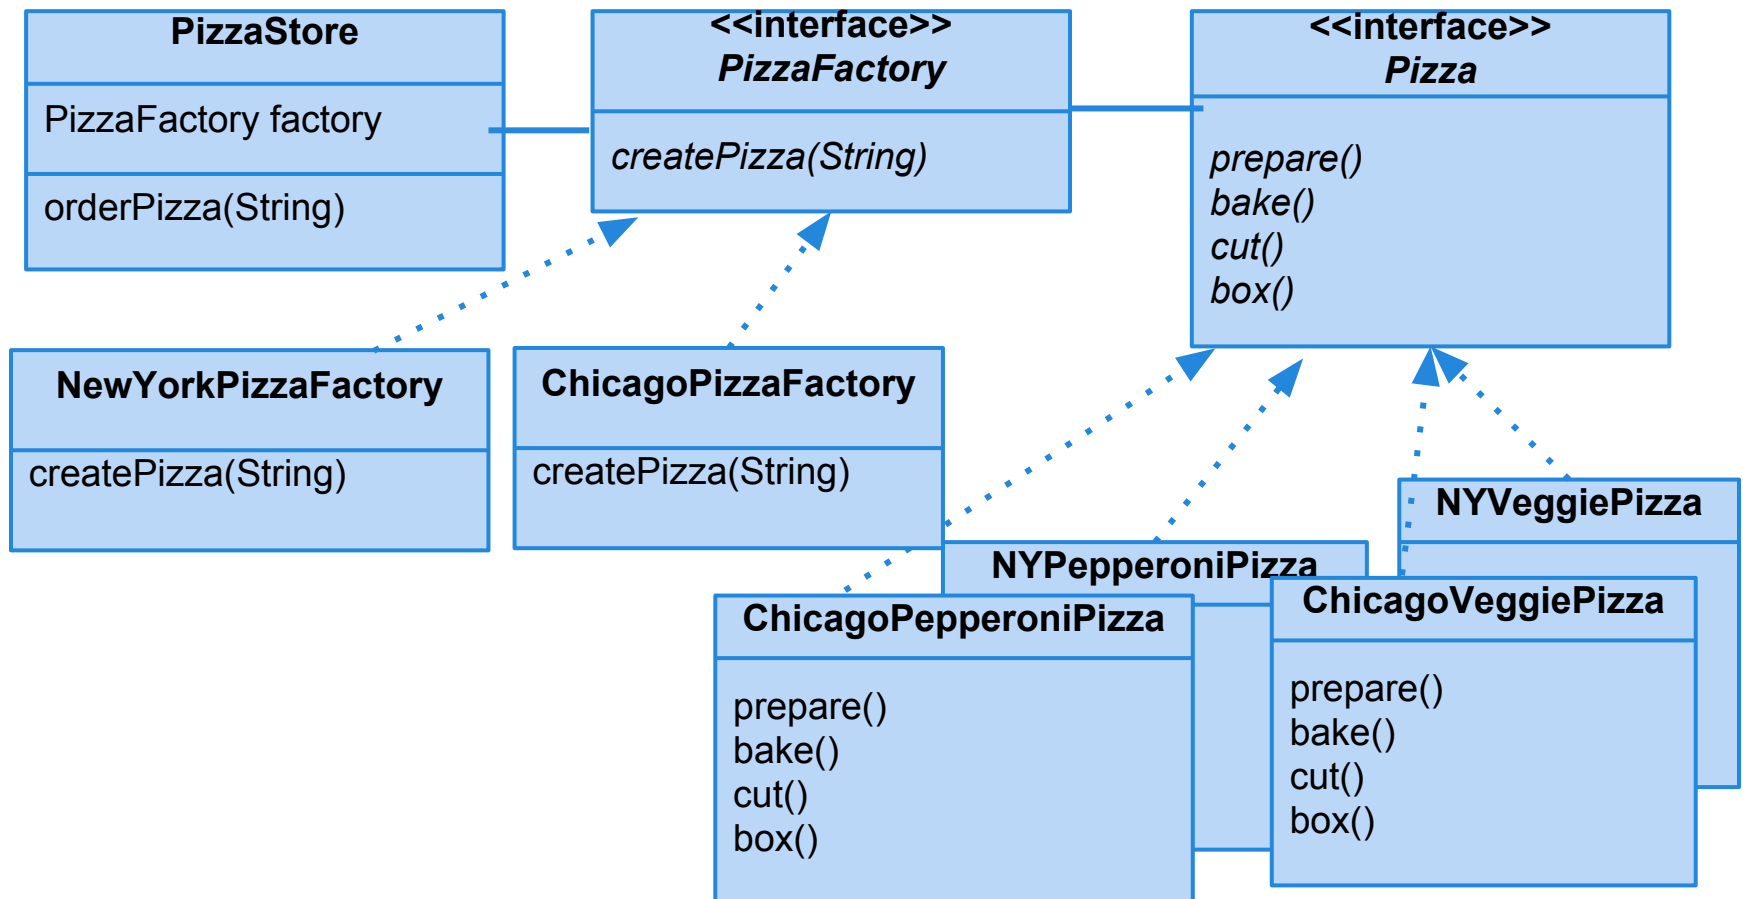 PizzaStore
PizzaFactory factory
orderPizza(String)
<<interface>>
PizzaFactory
createPizza(String)
<<interface>>
Pizza
prepare()
bake()
cut()
box()
NewYorkPizzaFactory
createPizza(String)
ChicagoPizzaFactory
createPizza(String)
NYVeggiePizza
NYPepperoniPizza
ChicagoPepperoniPizza
prepare()
bake()
cut()
box()
ChicagoVeggiePizza
prepare()
bake()
cut()
box()